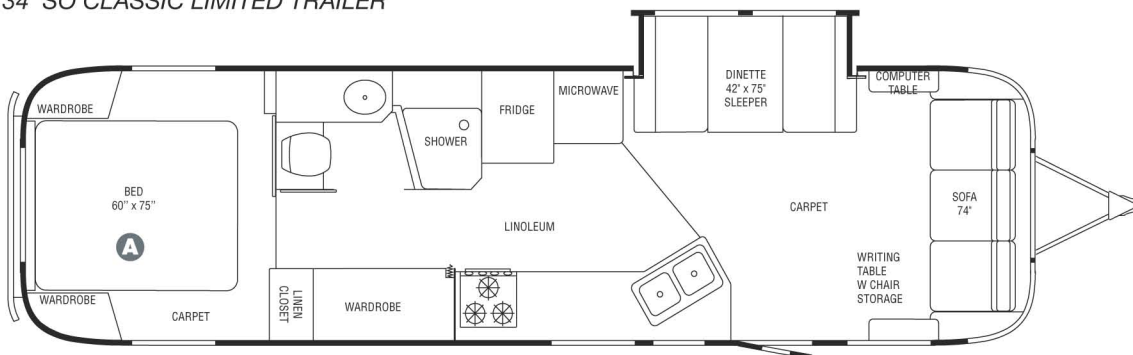 34' SO CLASSIC LIMITED TRAILER
WARDROBE
BED
60" x 75"
A
WARDROBE
CARPET
LINEN
CLOSET
WARDROBE
SHOWER
FRIDGE
MICROWAVE
LINOLEUM
DINETTE
42" x 75"
SLEEPER
COMPUTER
TABLE
CARPET
SOFA
74"
WRITING
TABLE
W CHAIR
STORAGE